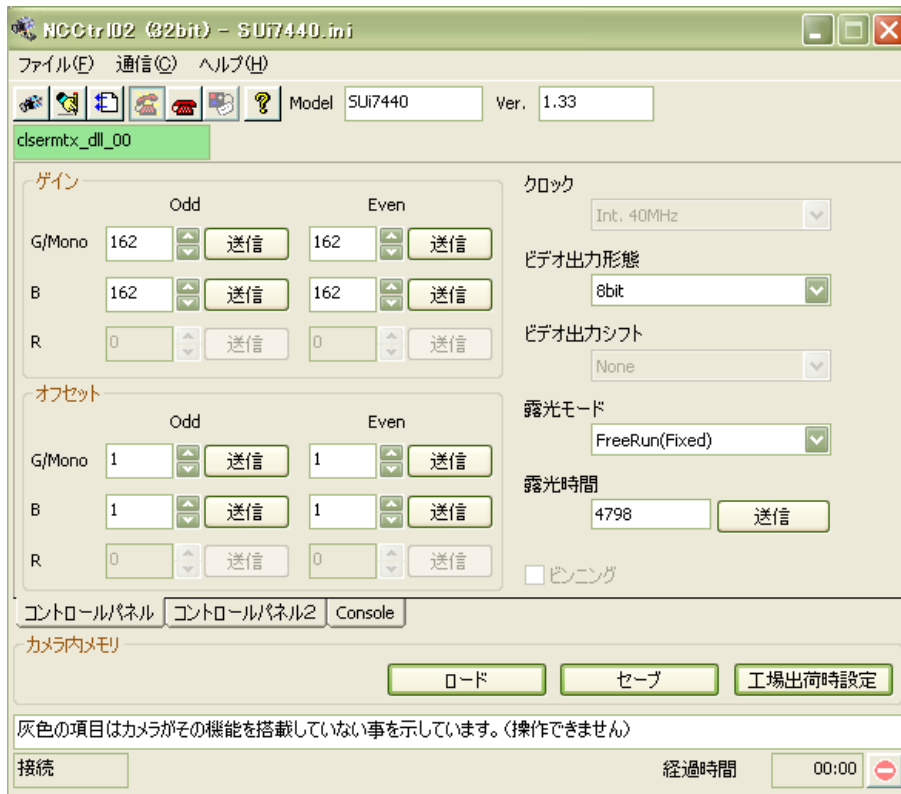 NCCtrl02 (32bit) - SUi7440.ini
ファイル(F) 通信(C) ヘルプ(H)
Model SUi7440 Ver. 1.33
clsermtx_dll_00
ゲイン
Odd Even
G/Mono 162 送信 162 送信
B 162 送信 162 送信
R 0 送信 0 送信
オフセット
Odd Even
G/Mono 1 送信 1 送信
B 1 送信 1 送信
R 0 送信 0 送信
クロック
Int. 40MHz
ビデオ出力形態
8bit
ビデオ出力シフト
None
露光モード
FreeRun(Fixed)
露光時間
4798 送信
ビンニング
コントロールパネル コントロールパネル2 Console
カメラ内メモリ
ロード セーブ 工場出荷時設定
灰色の項目はカメラがその機能を搭載していない事を示しています。(操作できません)
接続 経過時間 00:00